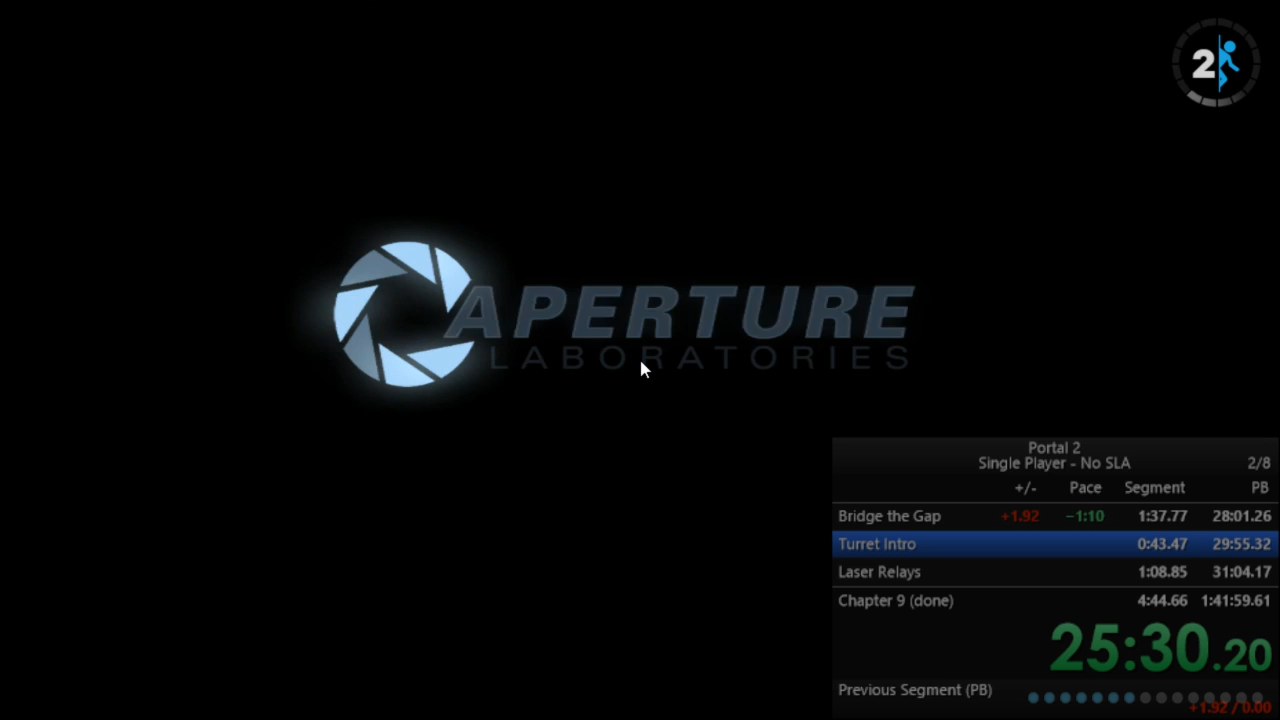 2
APERTURE
LABORATORIES
Portal 2
Single Player - No SLA 2/8
+/- Pace Segment PB
Bridge the Gap +1.92 −1:10 1:37.77 28:01.26
Turret Intro 0:43.47 29:55.32
Laser Relays 1:08.85 31:04.17
Chapter 9 (done) 4:44.66 1:41:59.61
25:30.20
Previous Segment (PB)
+1.92 / 0.00